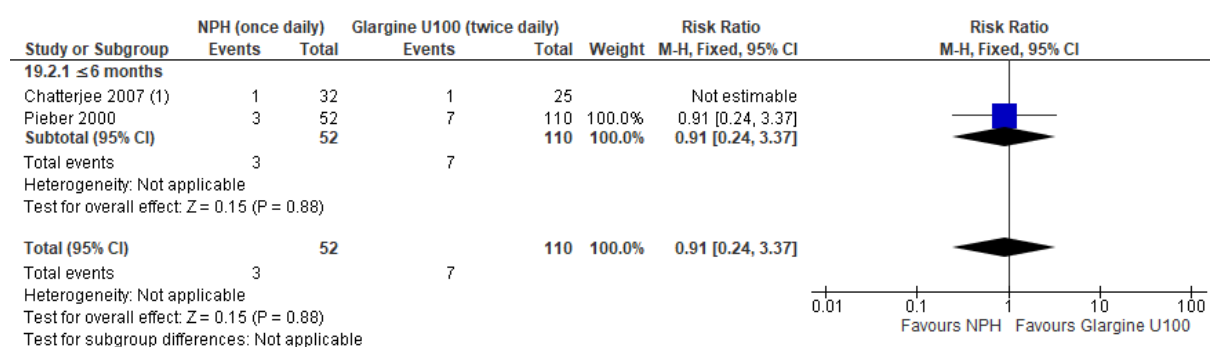 NPH (once daily) Glargine U100 (twice daily) Risk Ratio Risk Ratio
Study or Subgroup Events Total Events Total Weight M-H, Fixed, 95% CI M-H, Fixed, 95% CI
19.2.1 ≤6 months
Chatterjee 2007 (1) 1 32 1 25 Not estimable
Pieber 2000 3 52 7 110 100.0% 0.91 [0.24, 3.37]
Subtotal (95% CI) 52 110 100.0% 0.91 [0.24, 3.37]
Total events 3 7
Heterogeneity: Not applicable
Test for overall effect: Z = 0.15 (P = 0.88)
Total (95% CI) 52 110 100.0% 0.91 [0.24, 3.37]
Total events 3 7
Heterogeneity: Not applicable
Test for overall effect: Z = 0.15 (P = 0.88)
Test for subgroup differences: Not applicable
0.01 0.1 1 10 100
Favours NPH Favours Glargine U100